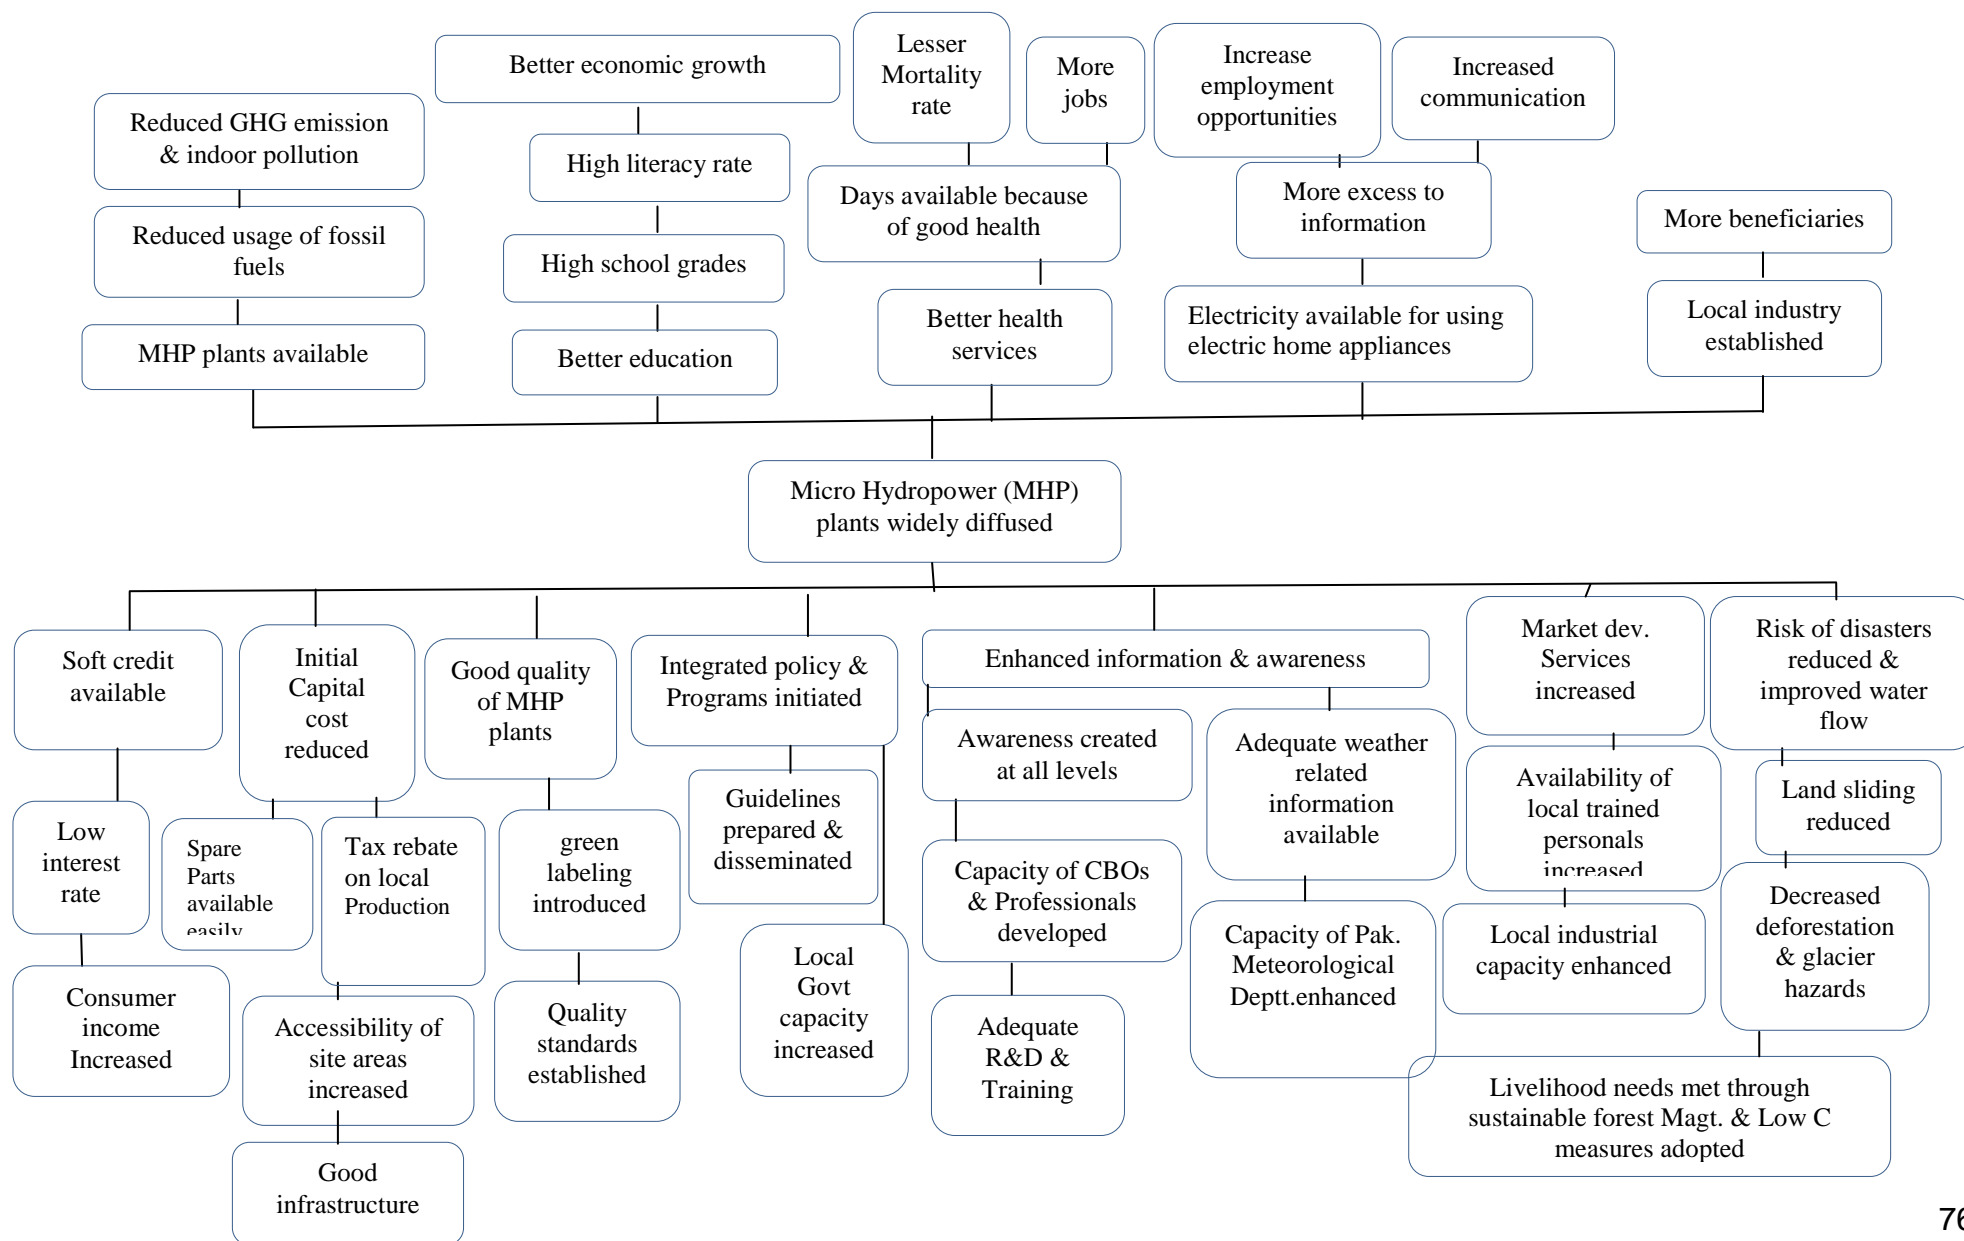 Better economic growth
Lesser
Mortality
rate
More
jobs
Increase
employment
opportunities
Increased
communication
Reduced GHG emission
& indoor pollution
High literacy rate
Days available because
of good health
More excess to
information
More beneficiaries
Reduced usage of fossil
fuels
High school grades
Better health
services
Electricity available for using
electric home appliances
Local industry
established
MHP plants available
Better education
Micro Hydropower (MHP)
plants widely diffused
Soft credit
available
Initial
Capital
cost
reduced
Good quality
of MHP
plants
Integrated policy &
Programs initiated
Enhanced information & awareness
Market dev.
Services
increased
Risk of disasters
reduced &
improved water
flow
Awareness created
at all levels
Adequate weather
related
information
available
Availability of
local trained
personals
increased
Land sliding
reduced
Low
interest
rate
Spare
Parts
available
easily
Tax rebate
on local
Production
green
labeling
introduced
Guidelines
prepared &
disseminated
Capacity of CBOs
& Professionals
developed
Decreased
deforestation
& glacier
hazards
Consumer
income
Increased
Accessibility of
site areas
increased
Quality
standards
established
Local
Govt
capacity
increased
Adequate
R&D &
Training
Capacity of Pak.
Meteorological
Deptt.enhanced
Local industrial
capacity enhanced
Livelihood needs met through
sustainable forest Magt. & Low C
measures adopted
Good
infrastructure
76